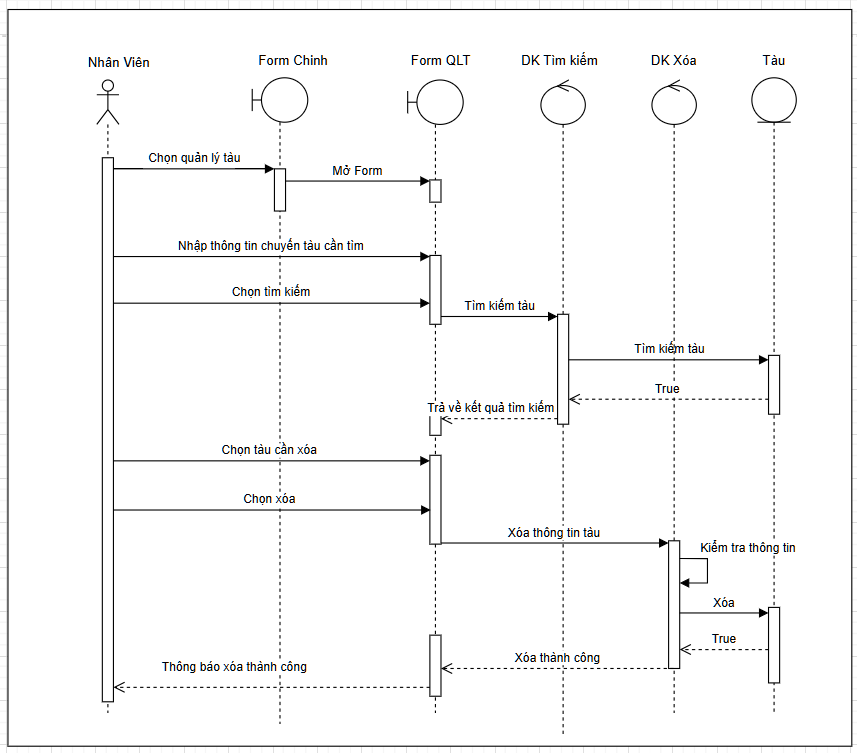 Nhân Viên
Form Chinh
Form QLT
DK Tìm kiếm
DK Xóa
Tàu
Chọn quản lý tàu
Mở Form
Nhập thông tin chuyến tàu cần tìm
Chọn tìm kiếm
Tìm kiếm tàu
Tìm kiếm tàu
True
Trả về kết quả tìm kiếm
Chọn tàu cần xóa
Chọn xóa
Xóa thông tin tàu
Kiểm tra thông tin
Xóa
True
Xóa thành công
Thông báo xóa thành công